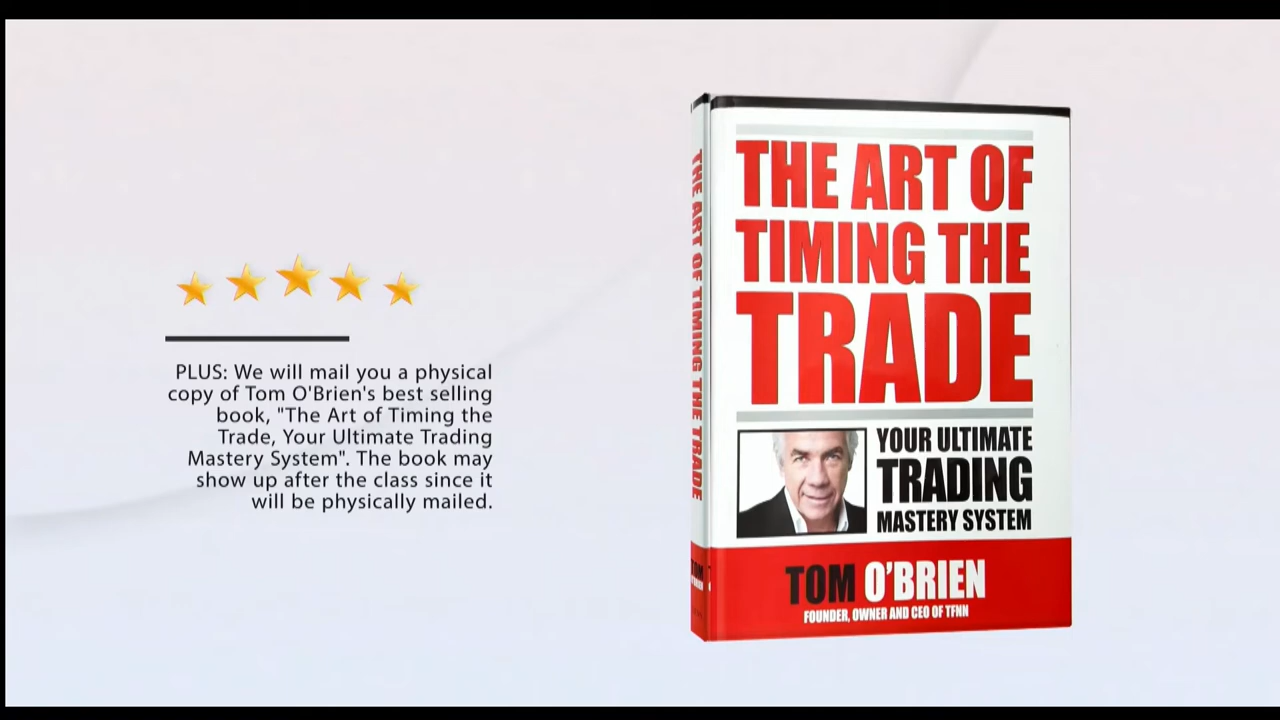 PLUS: We will mail you a physical
copy of Tom O'Brien's best selling
book, "The Art of Timing the
Trade, Your Ultimate Trading
Mastery System". The book may
show up after the class since it
will be physically mailed.
THE ART OF TIMING THE TRADE
TOM
O'BRIEN
THE ART OF
TIMING THE
TRADE
YOUR ULTIMATE
TRADING
MASTERY SYSTEM
TOM O'BRIEN
FOUNDER, OWNER AND CEO OF TFNN